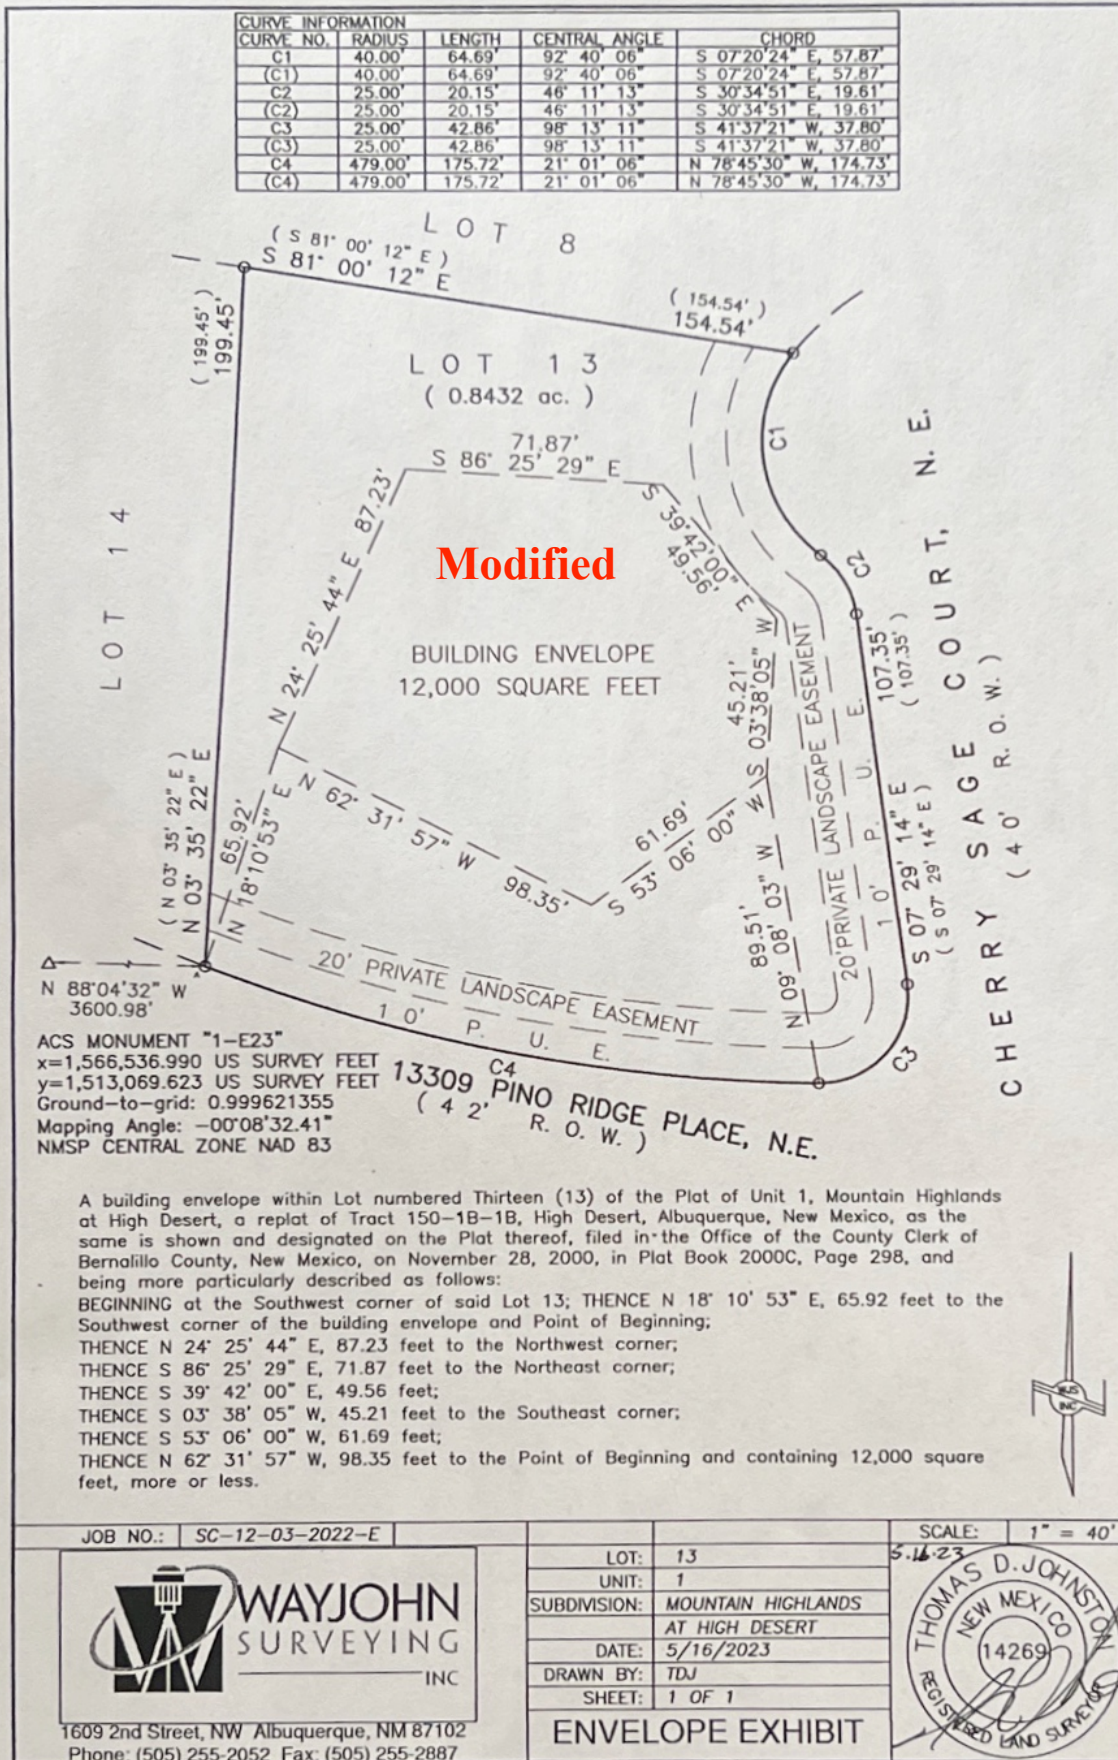 CURVE INFORMATION
CURVE NO. RADIUS LENGTH CENTRAL ANGLE CHORD
C1 40.00' 64.69' 92° 40' 06" S 07°20'24" E, 57.87'
(C1) 40.00' 64.69' 92° 40' 06" S 07°20'24" E, 57.87'
C2 25.00' 20.15' 46° 11' 13" S 30°34'51" E, 19.61'
(C2) 25.00' 20.15' 46° 11' 13" S 30°34'51" E, 19.61'
C3 25.00' 42.86' 98° 13' 11" S 41°37'21" W, 37.80'
(C3) 25.00' 42.86' 98° 13' 11" S 41°37'21" W, 37.80'
C4 479.00' 175.72' 21° 01' 06" N 78°45'30" W, 174.73'
(C4) 479.00' 175.72' 21° 01' 06" N 78°45'30" W, 174.73'
LOT 8
( S 81° 00' 12" E )
S 81° 00' 12" E
( 154.54' )
154.54'
( 199.45' )
199.45'
LOT 13
( 0.8432 ac. )
71.87'
S 86° 25' 29" E
C1
LOT 14
N 24° 25' 44" E 87.23'
S 39°42'00" E
49.56'
Modified
C2
BUILDING ENVELOPE
12,000 SQUARE FEET
45.21'
S 03°38'05" W
107.35'
( 107.35' )
CHERRY SAGE COURT, N.E.
( 40' R.O.W. )
20'PRIVATE LANDSCAPE EASEMENT
10' P.U.E.
S 07° 29' 14" E
( S 07° 29' 14" E )
( N 03° 35' 22" E )
N 03° 35' 22" E
65.92'
N 18°10'53" E
N 62° 31' 57" W 98.35'
61.69'
S 53° 06' 00" W
89.51'
N 09° 08' 03" W
20' PRIVATE LANDSCAPE EASEMENT
10' P.U.E.
C3
C4
N 88°04'32" W
3600.98'
ACS MONUMENT "1-E23"
x=1,566,536.990 US SURVEY FEET
y=1,513,069.623 US SURVEY FEET
Ground-to-grid: 0.999621355
Mapping Angle: -00°08'32.41"
NMSP CENTRAL ZONE NAD 83
13309 PINO RIDGE PLACE, N.E.
( 42' R.O.W. )
A building envelope within Lot numbered Thirteen (13) of the Plat of Unit 1, Mountain Highlands
at High Desert, a replat of Tract 150-1B-1B, High Desert, Albuquerque, New Mexico, as the
same is shown and designated on the Plat thereof, filed in the Office of the County Clerk of
Bernalillo County, New Mexico, on November 28, 2000, in Plat Book 2000C, Page 298, and
being more particularly described as follows:
BEGINNING at the Southwest corner of said Lot 13; THENCE N 18° 10' 53" E, 65.92 feet to the
Southwest corner of the building envelope and Point of Beginning;
THENCE N 24° 25' 44" E, 87.23 feet to the Northwest corner;
THENCE S 86° 25' 29" E, 71.87 feet to the Northeast corner;
THENCE S 39° 42' 00" E, 49.56 feet;
THENCE S 03° 38' 05" W, 45.21 feet to the Southeast corner;
THENCE S 53° 06' 00" W, 61.69 feet;
THENCE N 62° 31' 57" W, 98.35 feet to the Point of Beginning and containing 12,000 square
feet, more or less.
WJS
INC
JOB NO.: SC-12-03-2022-E
SCALE: 1" = 40'
WAYJOHN
SURVEYING
INC
1609 2nd Street, NW Albuquerque, NM 87102
Phone: (505) 255-2052 Fax: (505) 255-2887
LOT: 13
UNIT: 1
SUBDIVISION: MOUNTAIN HIGHLANDS
AT HIGH DESERT
DATE: 5/16/2023
DRAWN BY: TDJ
SHEET: 1 OF 1
ENVELOPE EXHIBIT
5.16.23
THOMAS D. JOHNSTON
NEW MEXICO
14269
REGISTERED LAND SURVEYOR